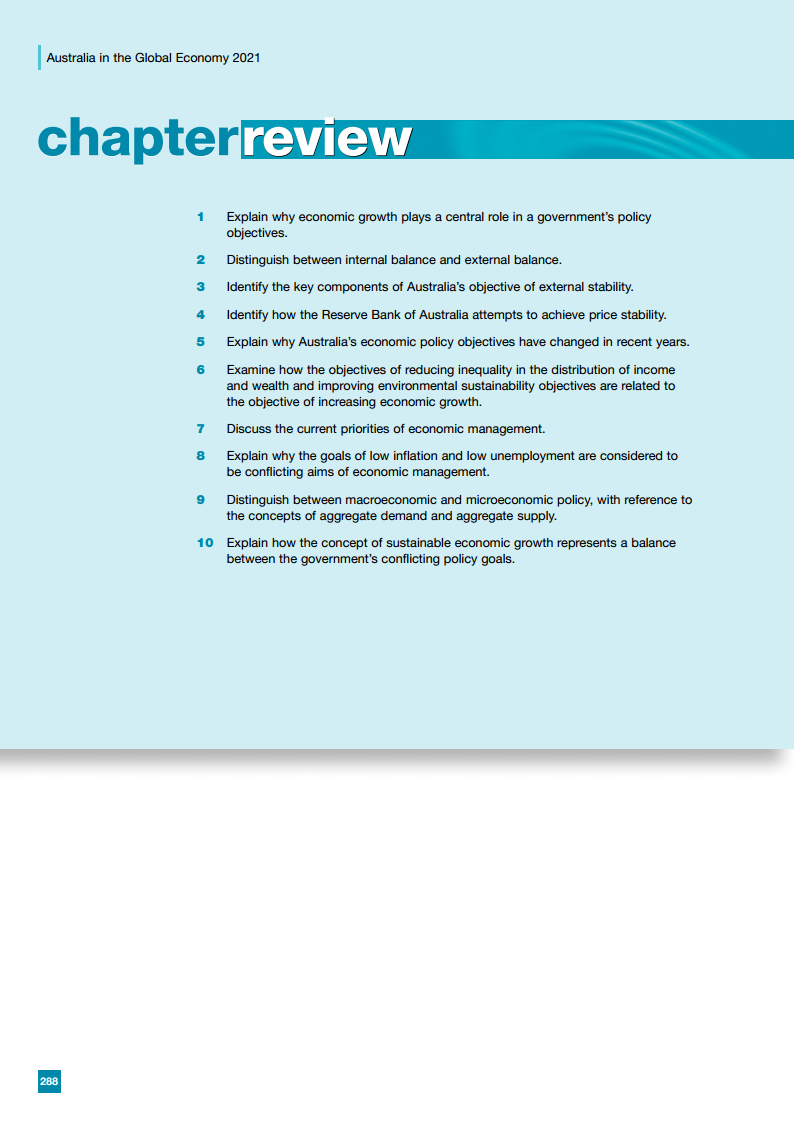 Australia in the Global Economy 2021
chapterreview
1 Explain why economic growth plays a central role in a government’s policy
objectives.
2 Distinguish between internal balance and external balance.
3 Identify the key components of Australia’s objective of external stability.
4 Identify how the Reserve Bank of Australia attempts to achieve price stability.
5 Explain why Australia’s economic policy objectives have changed in recent years.
6 Examine how the objectives of reducing inequality in the distribution of income
and wealth and improving environmental sustainability objectives are related to
the objective of increasing economic growth.
7 Discuss the current priorities of economic management.
8 Explain why the goals of low inflation and low unemployment are considered to
be conflicting aims of economic management.
9 Distinguish between macroeconomic and microeconomic policy, with reference to
the concepts of aggregate demand and aggregate supply.
10 Explain how the concept of sustainable economic growth represents a balance
between the government’s conflicting policy goals.
288